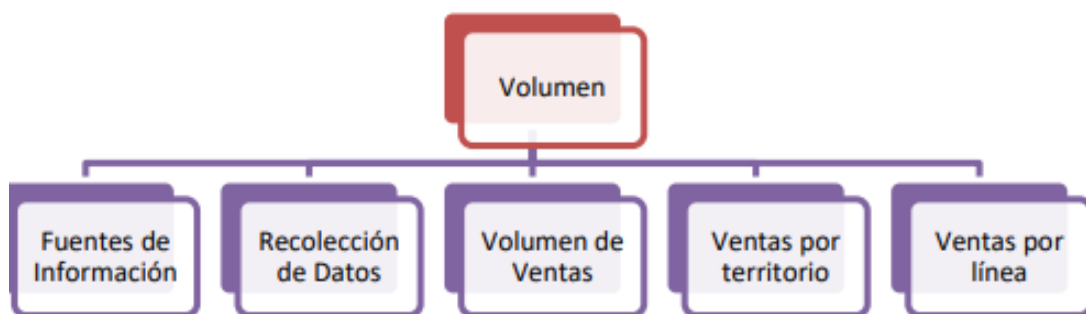 Volumen
Fuentes de
Información
Recolección
de Datos
Volumen de
Ventas
Ventas por
territorio
Ventas por
línea